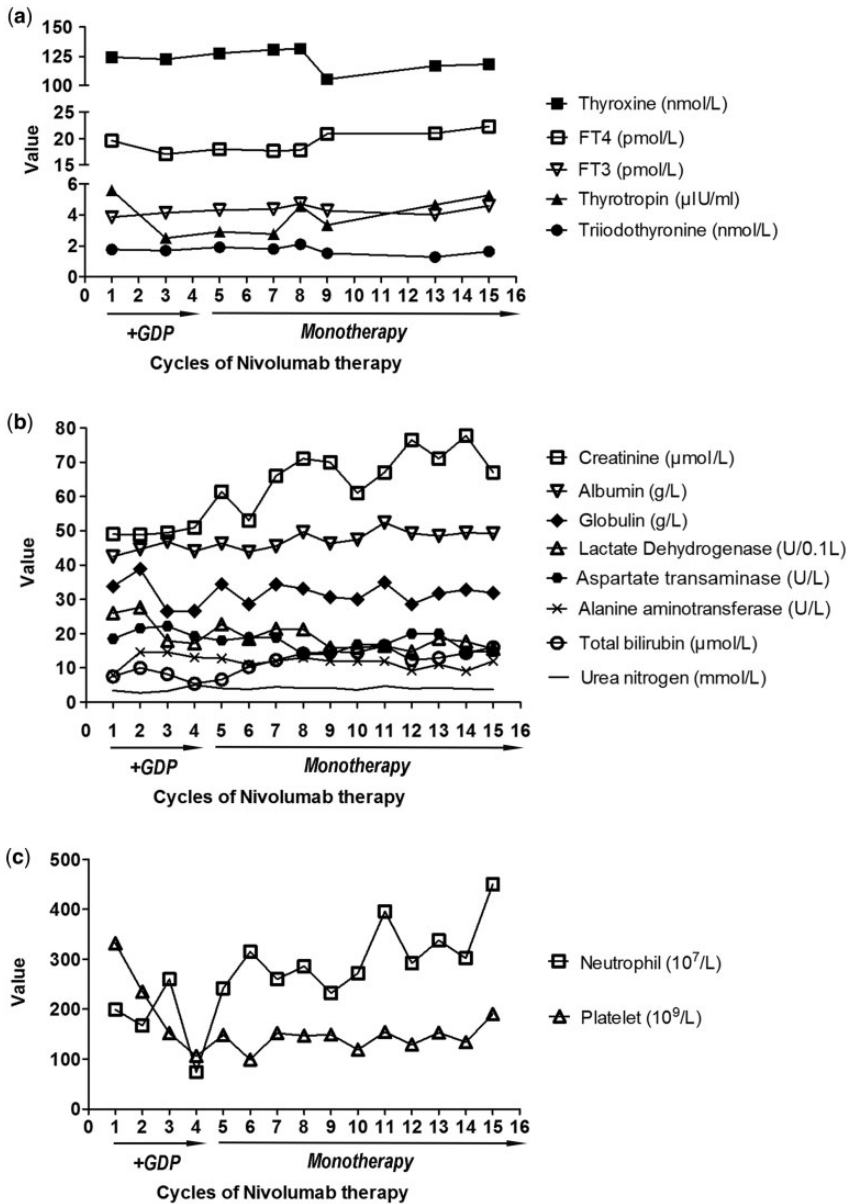 (a)
150
125
100
25
20
15
6
4
2
0
Value
0 1 2 3 4 5 6 7 8 9 10 11 12 13 14 15 16
+GDP Monotherapy
Cycles of Nivolumab therapy
Thyroxine (nmol/L)
FT4 (pmol/L)
FT3 (pmol/L)
Thyrotropin (μIU/ml)
Triiodothyronine (nmol/L)
(b)
80
70
60
50
40
30
20
10
0
Value
0 1 2 3 4 5 6 7 8 9 10 11 12 13 14 15 16
+GDP Monotherapy
Cycles of Nivolumab therapy
Creatinine (μmol/L)
Albumin (g/L)
Globulin (g/L)
Lactate Dehydrogenase (U/0.1L)
Aspartate transaminase (U/L)
Alanine aminotransferase (U/L)
Total bilirubin (μmol/L)
Urea nitrogen (mmol/L)
(c)
500
400
300
200
100
0
Value
0 1 2 3 4 5 6 7 8 9 10 11 12 13 14 15 16
+GDP Monotherapy
Cycles of Nivolumab therapy
Neutrophil (10⁷/L)
Platelet (10⁹/L)